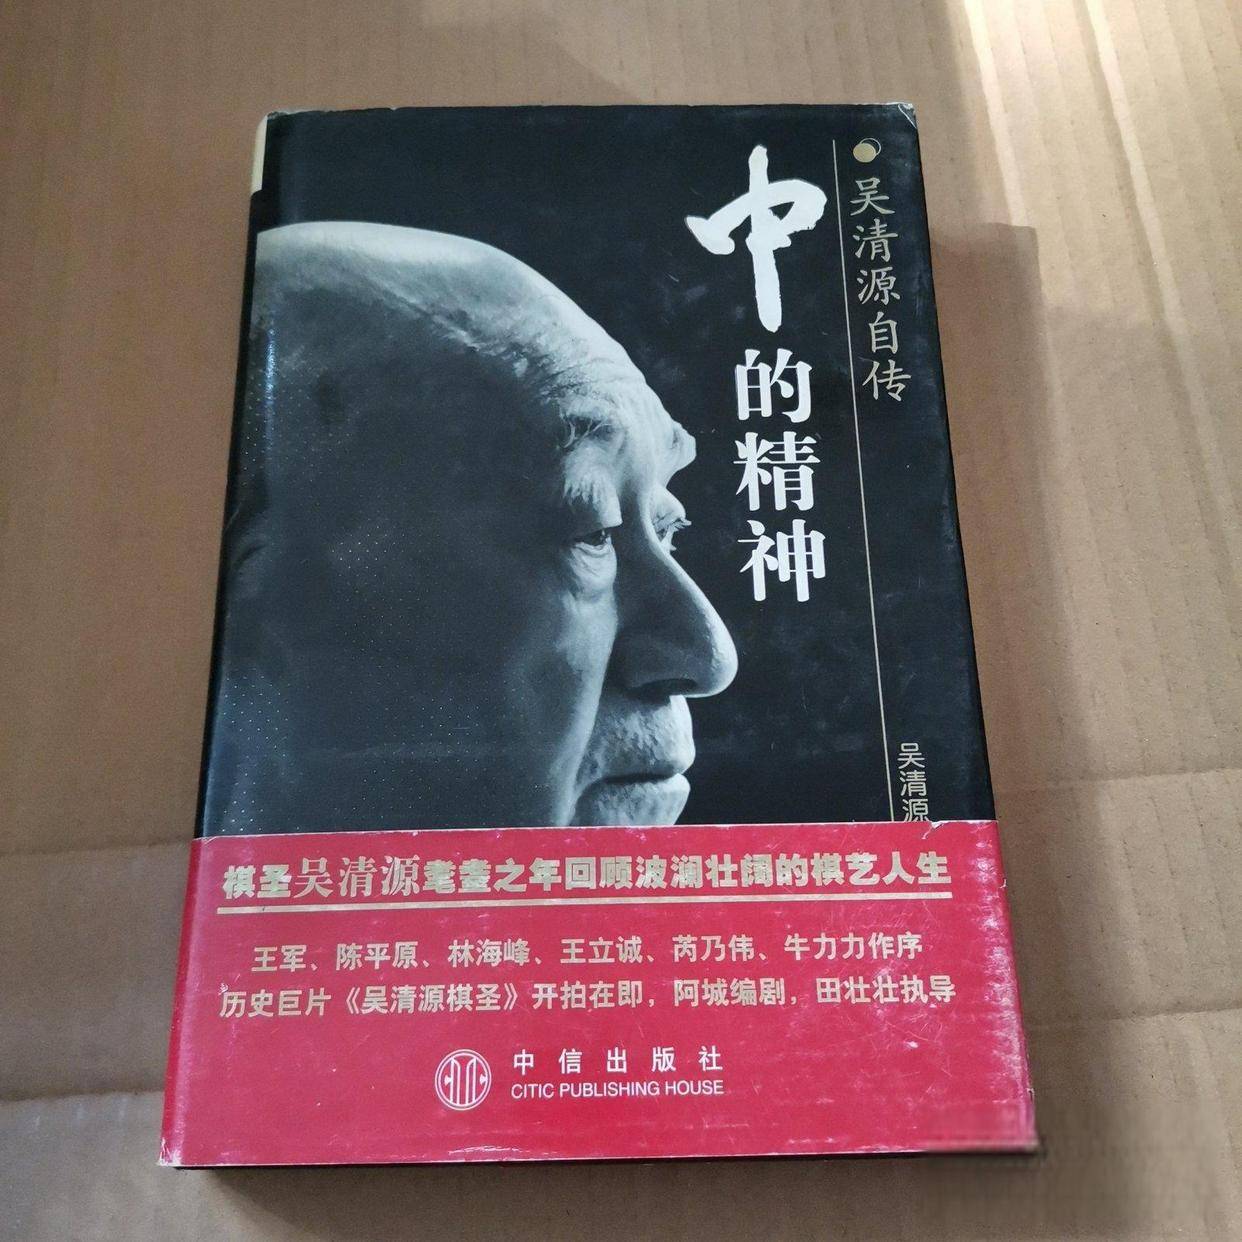 吴清源自传
中的精神
吴清源
棋圣吴清源耄耋之年回顾波澜壮阔的棋艺人生
王军、陈平原、林海峰、王立诚、芮乃伟、牛力力作序
历史巨片《吴清源棋圣》开拍在即，阿城编剧，田壮壮执导
中信出版社
CITIC PUBLISHING HOUSE